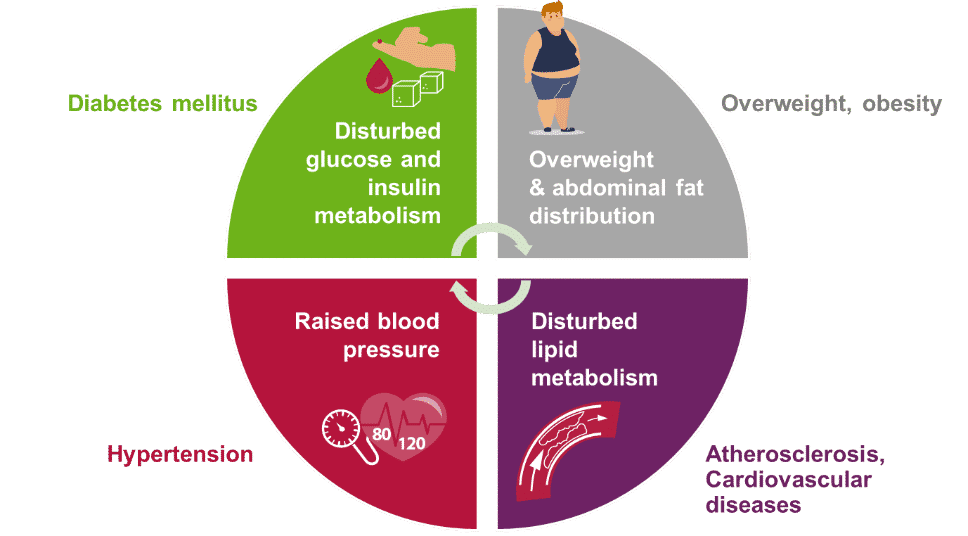 Diabetes mellitus
Disturbed
glucose and
insulin
metabolism
Overweight
& abdominal fat
distribution
Overweight, obesity
Hypertension
Raised blood
pressure
80
120
Disturbed
lipid
metabolism
Atherosclerosis,
Cardiovascular
diseases